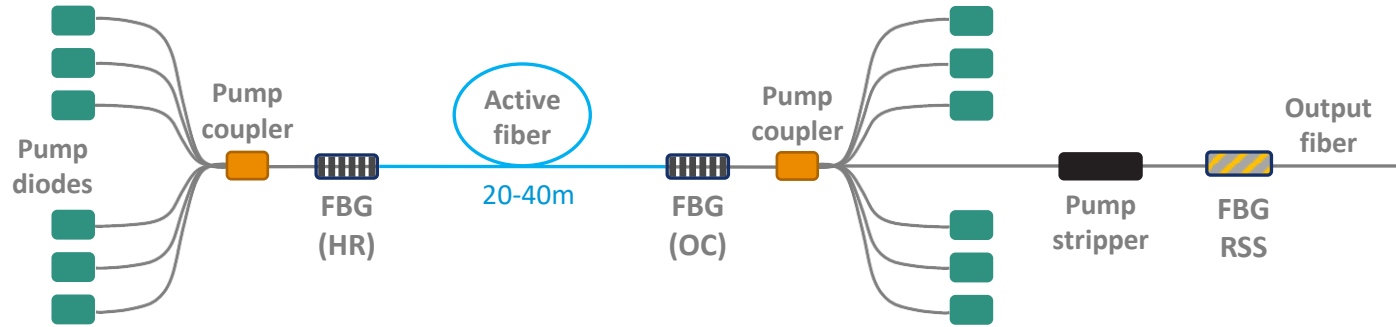 Pump
diodes
Pump
coupler
FBG
(HR)
Active
fiber
20-40m
FBG
(OC)
Pump
coupler
Pump
stripper
FBG
RSS
Output
fiber